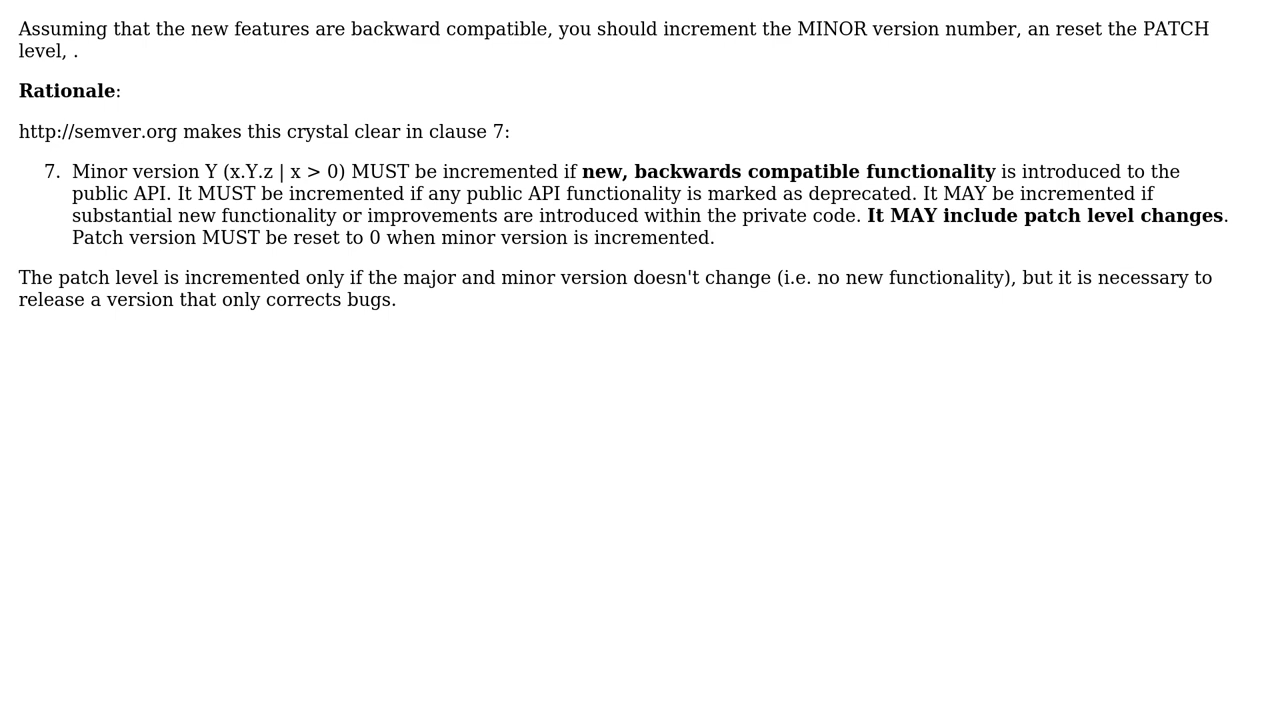 Assuming that the new features are backward compatible, you should increment the MINOR version number, an reset the PATCH
level, .
Rationale:
http://semver.org makes this crystal clear in clause 7:
7. Minor version Y (x.Y.z | x > 0) MUST be incremented if new, backwards compatible functionality is introduced to the
public API. It MUST be incremented if any public API functionality is marked as deprecated. It MAY be incremented if
substantial new functionality or improvements are introduced within the private code. It MAY include patch level changes.
Patch version MUST be reset to 0 when minor version is incremented.
The patch level is incremented only if the major and minor version doesn't change (i.e. no new functionality), but it is necessary to
release a version that only corrects bugs.